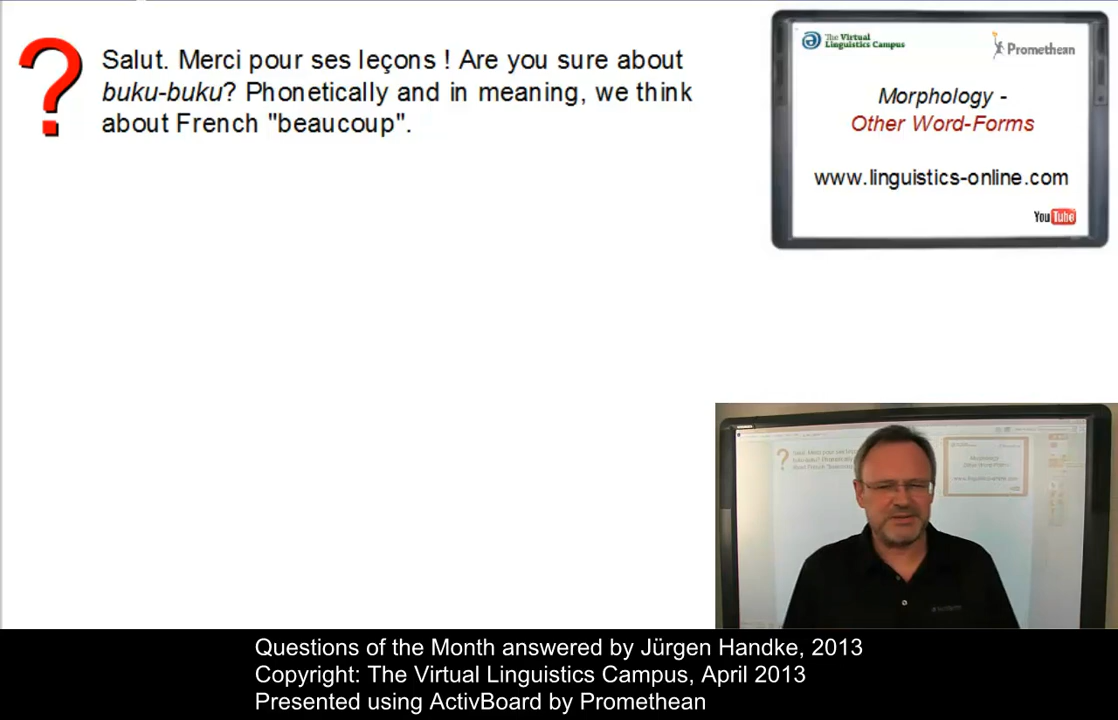 Salut. Merci pour ses leçons ! Are you sure about
buku-buku? Phonetically and in meaning, we think
about French "beaucoup".
The Virtual
Linguistics Campus
Promethean
Morphology -
Other Word-Forms
www.linguistics-online.com
YouTube
Questions of the Month answered by Jürgen Handke, 2013
Copyright: The Virtual Linguistics Campus, April 2013
Presented using ActivBoard by Promethean